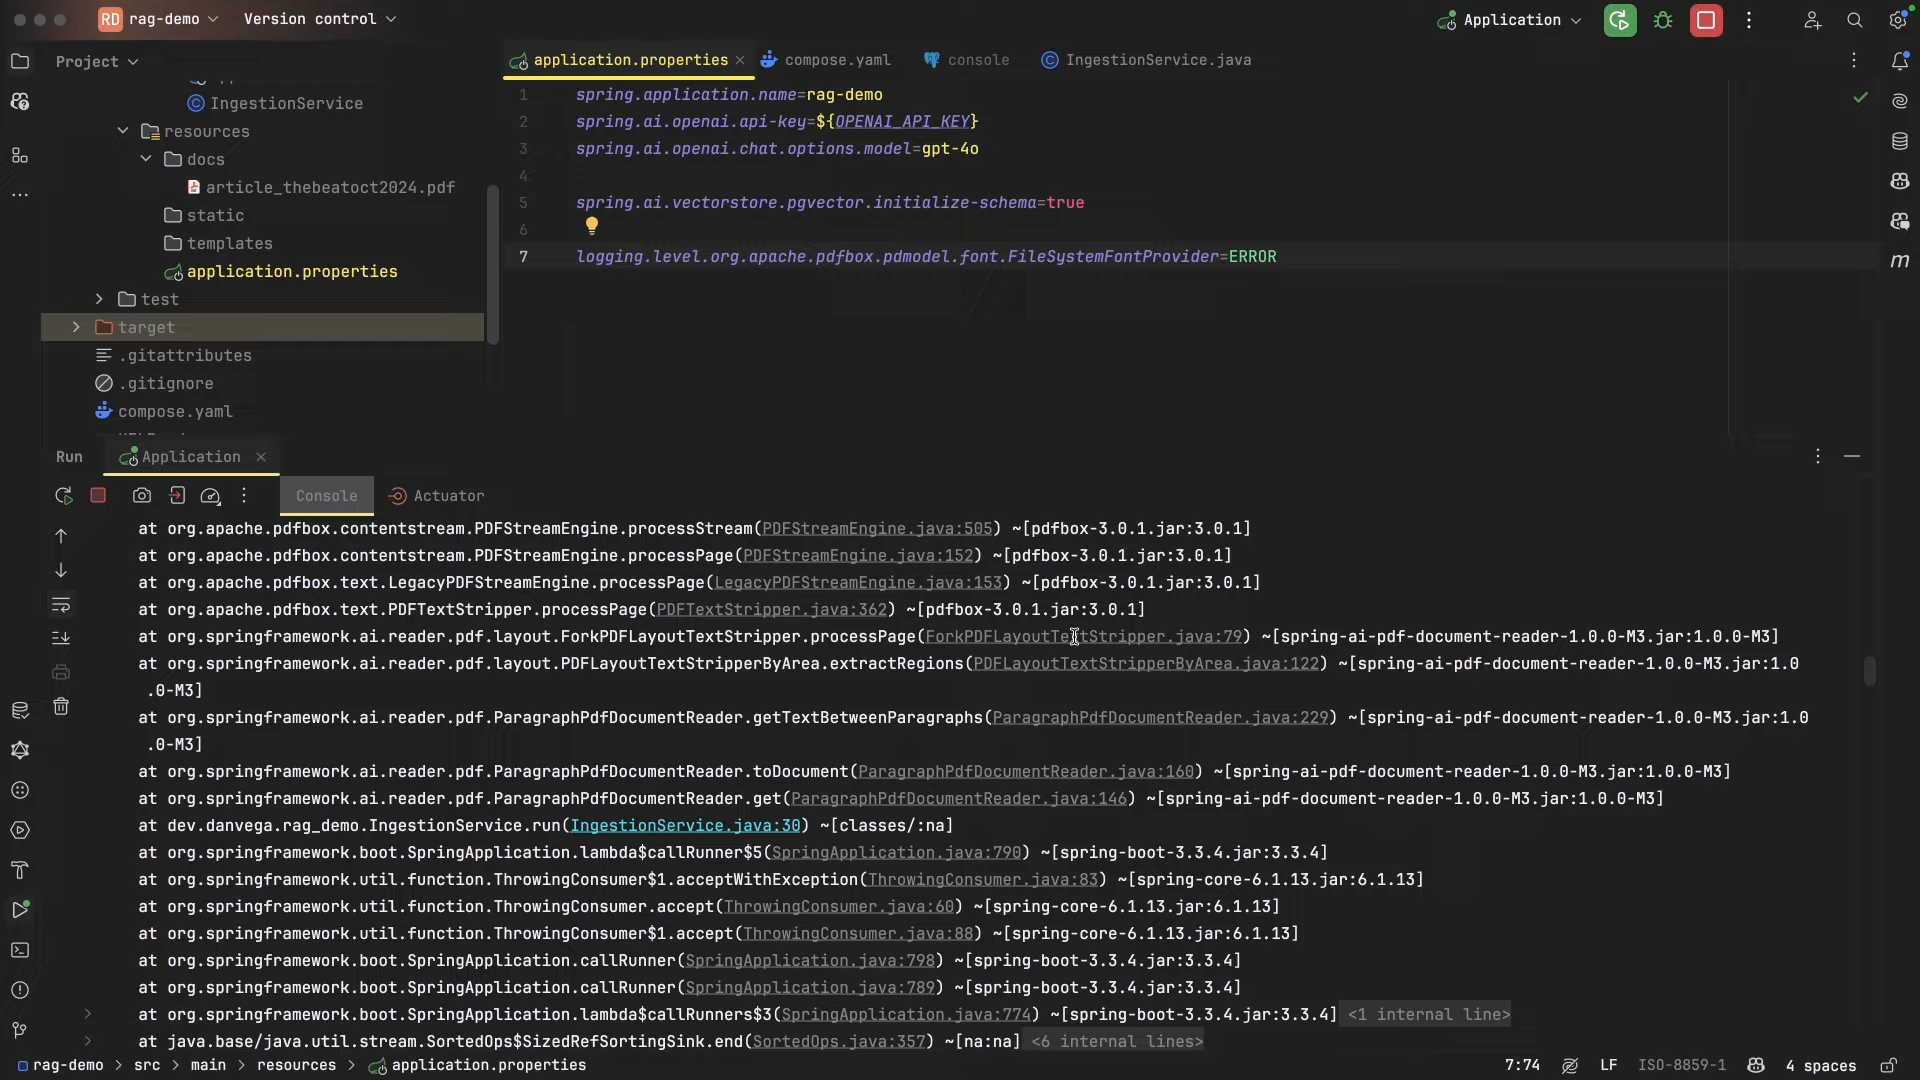 RD rag-demo Version control Application
Project
application.properties compose.yaml console IngestionService.java
IngestionService
resources
docs
article_thebeatoct2024.pdf
static
templates
application.properties
test
target
.gitattributes
.gitignore
compose.yaml
1 spring.application.name=rag-demo
2 spring.ai.openai.api-key=${OPENAI_API_KEY}
3 spring.ai.openai.chat.options.model=gpt-4o
4
5 spring.ai.vectorstore.pgvector.initialize-schema=true
6
7 logging.level.org.apache.pdfbox.pdmodel.font.FileSystemFontProvider=ERROR
m
Run Application
Console Actuator
at org.apache.pdfbox.contentstream.PDFStreamEngine.processStream(PDFStreamEngine.java:505) ~[pdfbox-3.0.1.jar:3.0.1]
at org.apache.pdfbox.contentstream.PDFStreamEngine.processPage(PDFStreamEngine.java:152) ~[pdfbox-3.0.1.jar:3.0.1]
at org.apache.pdfbox.text.LegacyPDFStreamEngine.processPage(LegacyPDFStreamEngine.java:153) ~[pdfbox-3.0.1.jar:3.0.1]
at org.apache.pdfbox.text.PDFTextStripper.processPage(PDFTextStripper.java:362) ~[pdfbox-3.0.1.jar:3.0.1]
at org.springframework.ai.reader.pdf.layout.ForkPDFLayoutTextStripper.processPage(ForkPDFLayoutTextStripper.java:79) ~[spring-ai-pdf-document-reader-1.0.0-M3.jar:1.0.0-M3]
at org.springframework.ai.reader.pdf.layout.PDFLayoutTextStripperByArea.extractRegions(PDFLayoutTextStripperByArea.java:122) ~[spring-ai-pdf-document-reader-1.0.0-M3.jar:1.0
.0-M3]
at org.springframework.ai.reader.pdf.ParagraphPdfDocumentReader.getTextBetweenParagraphs(ParagraphPdfDocumentReader.java:229) ~[spring-ai-pdf-document-reader-1.0.0-M3.jar:1.0
.0-M3]
at org.springframework.ai.reader.pdf.ParagraphPdfDocumentReader.toDocument(ParagraphPdfDocumentReader.java:160) ~[spring-ai-pdf-document-reader-1.0.0-M3.jar:1.0.0-M3]
at org.springframework.ai.reader.pdf.ParagraphPdfDocumentReader.get(ParagraphPdfDocumentReader.java:146) ~[spring-ai-pdf-document-reader-1.0.0-M3.jar:1.0.0-M3]
at dev.danvega.rag_demo.IngestionService.run(IngestionService.java:30) ~[classes/:na]
at org.springframework.boot.SpringApplication.lambda$callRunner$5(SpringApplication.java:790) ~[spring-boot-3.3.4.jar:3.3.4]
at org.springframework.util.function.ThrowingConsumer$1.acceptWithException(ThrowingConsumer.java:83) ~[spring-core-6.1.13.jar:6.1.13]
at org.springframework.util.function.ThrowingConsumer.accept(ThrowingConsumer.java:60) ~[spring-core-6.1.13.jar:6.1.13]
at org.springframework.util.function.ThrowingConsumer$1.accept(ThrowingConsumer.java:88) ~[spring-core-6.1.13.jar:6.1.13]
at org.springframework.boot.SpringApplication.callRunner(SpringApplication.java:798) ~[spring-boot-3.3.4.jar:3.3.4]
at org.springframework.boot.SpringApplication.callRunner(SpringApplication.java:789) ~[spring-boot-3.3.4.jar:3.3.4]
at org.springframework.boot.SpringApplication.lambda$callRunners$3(SpringApplication.java:774) ~[spring-boot-3.3.4.jar:3.3.4] <1 internal line>
at java.base/java.util.stream.SortedOps$SizedRefSortingSink.end(SortedOps.java:357) ~[na:na] <6 internal lines>
rag-demo > src > main > resources > application.properties 7:74 LF ISO-8859-1 4 spaces